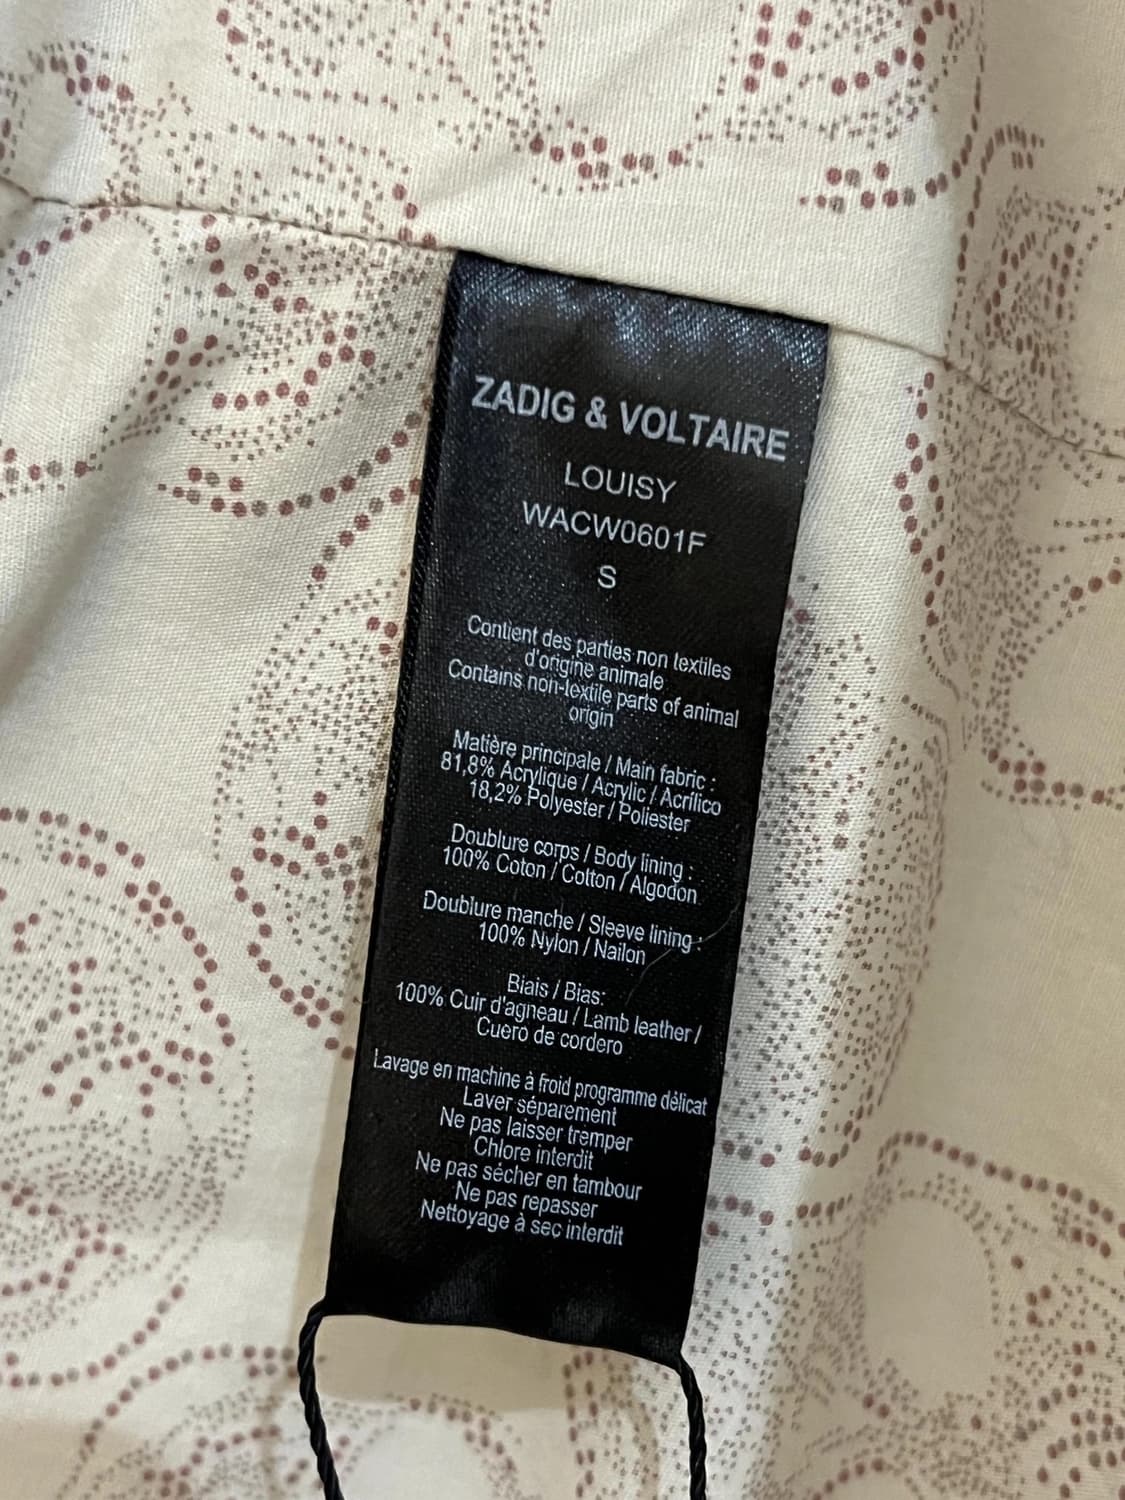 ZADIG & VOLTAIRE
LOUISY
WACW0601F
S
Contient des parties non textiles
d'origine animale
Contains non-textile parts of animal
origin
Matière principale / Main fabric :
81,8% Acrylique / Acrylic / Acrílico
18,2% Polyester / Poliester
Doublure corps / Body lining :
100% Coton / Cotton / Algodon
Doublure manche / Sleeve lining :
100% Nylon / Nailon
Biais / Bias:
100% Cuir d'agneau / Lamb leather /
Cuero de cordero
Lavage en machine à froid programme délicat
Laver séparement
Ne pas laisser tremper
Chlore interdit
Ne pas sécher en tambour
Ne pas repasser
Nettoyage à sec interdit